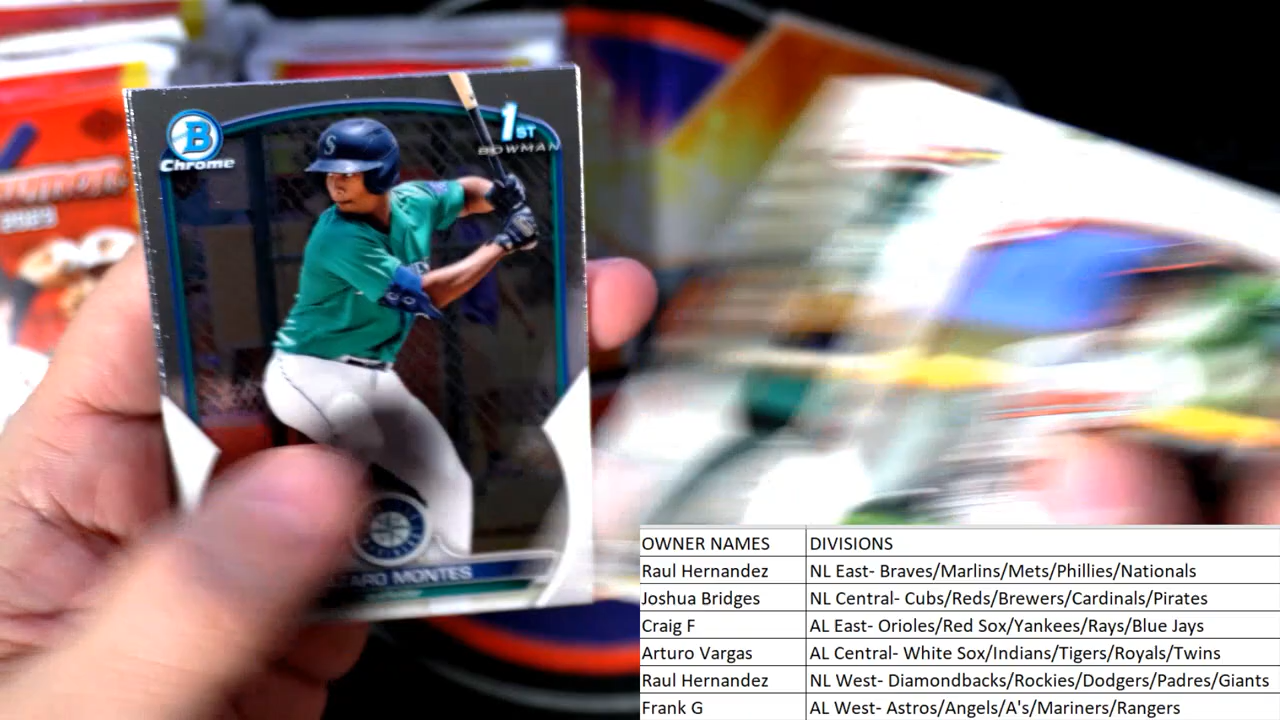 B
Chrome
1ST
BOWMAN
S
2023
MONTES
OWNER NAMES DIVISIONS
Raul Hernandez NL East- Braves/Marlins/Mets/Phillies/Nationals
Joshua Bridges NL Central- Cubs/Reds/Brewers/Cardinals/Pirates
Craig F AL East- Orioles/Red Sox/Yankees/Rays/Blue Jays
Arturo Vargas AL Central- White Sox/Indians/Tigers/Royals/Twins
Raul Hernandez NL West- Diamondbacks/Rockies/Dodgers/Padres/Giants
Frank G AL West- Astros/Angels/A's/Mariners/Rangers